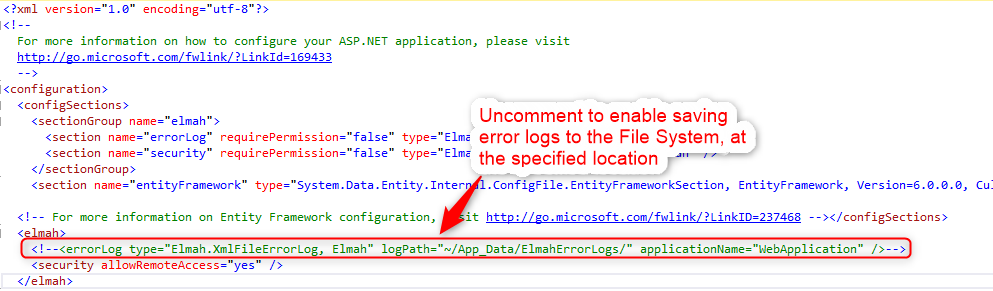 <?xml version="1.0" encoding="utf-8"?>
<!--
For more information on how to configure your ASP.NET application, please visit
http://go.microsoft.com/fwlink/?LinkId=169433
-->
<configuration>
<configSections>
<sectionGroup name="elmah">
<section name="errorLog" requirePermission="false" type="Elma
<section name="security" requirePermission="false" type="Elma ah" />
</sectionGroup>
<section name="entityFramework" type="System.Data.Entity.Internal.ConfigFile.EntityFrameworkSection, EntityFramework, Version=6.0.0.0, Cul
Uncomment to enable saving
error logs to the File System, at
the specified location
<!-- For more information on Entity Framework configuration, visit http://go.microsoft.com/fwlink/?LinkID=237468 --></configSections>
<elmah>
<!--<errorLog type="Elmah.XmlFileErrorLog, Elmah" logPath="~/App_Data/ElmahErrorLogs/" applicationName="WebApplication" />-->
<security allowRemoteAccess="yes" />
</elmah>